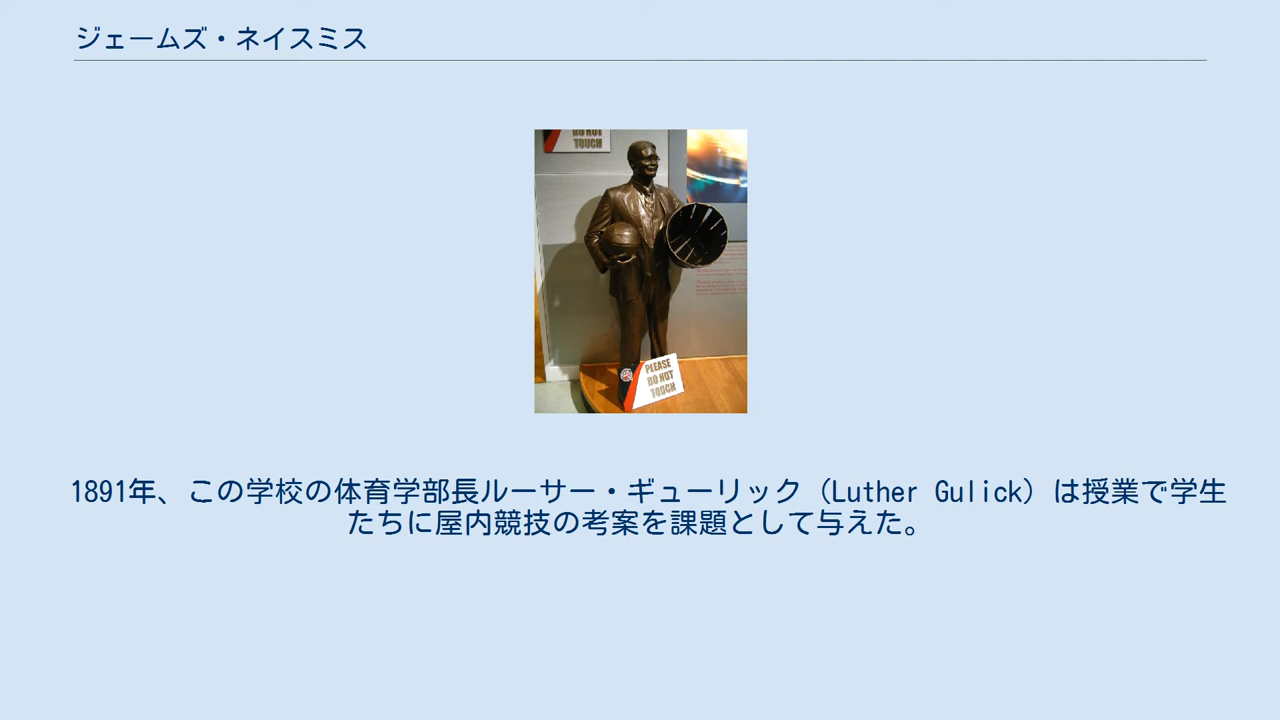 ジェームズ・ネイスミス
DO NOT
TOUCH
PLEASE
DO NOT
TOUCH
1891年、この学校の体育学部長ルーサー・ギューリック（Luther Gulick）は授業で学生
たちに屋内競技の考案を課題として与えた。